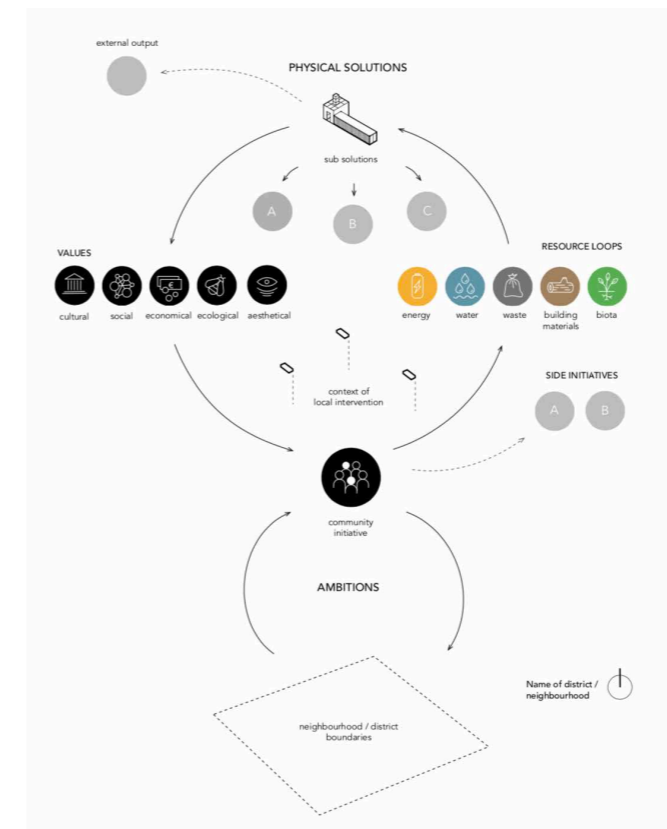 external output
PHYSICAL SOLUTIONS
sub solutions
A
B
C
VALUES
€
cultural
social
economical
ecological
aesthetical
RESOURCE LOOPS
energy
water
waste
building
materials
biota
context of
local intervention
SIDE INITIATIVES
A
B
community
initiative
AMBITIONS
Name of district /
neighbourhood
neighbourhood / district
boundaries